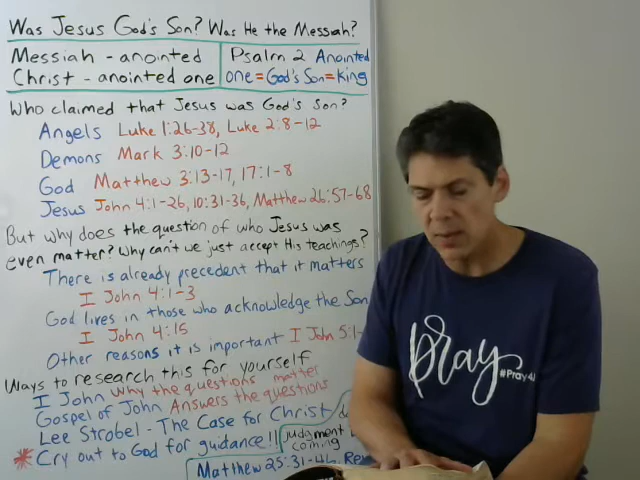 Was Jesus God's Son? Was He the Messiah?
Messiah - anointed
Christ - anointed one
Psalm 2 Anointed
one = God's Son = king
Who claimed that Jesus was God's son?
Angels Luke 1:26-38, Luke 2:8-12
Demons Mark 3:10-12
God Matthew 3:13-17, 17:1-8
Jesus John 4:1-26, 10:31-36, Matthew 26:57-68
But why does the question of who Jesus was
even matter? Why can't we just accept His teachings?
There is already precedent that it matters
I John 4:1-3
God lives in those who acknowledge the Son
I John 4:15
Other reasons it is important I John 5:1-
Ways to research this for yourself
I John Why the questions matter
Gospel of John Answers the questions
Lee Strobel - The Case for Christ
Cry out to God for guidance!!
judgment
coming
Matthew 25:31-46, Rev
pray
#Pray4